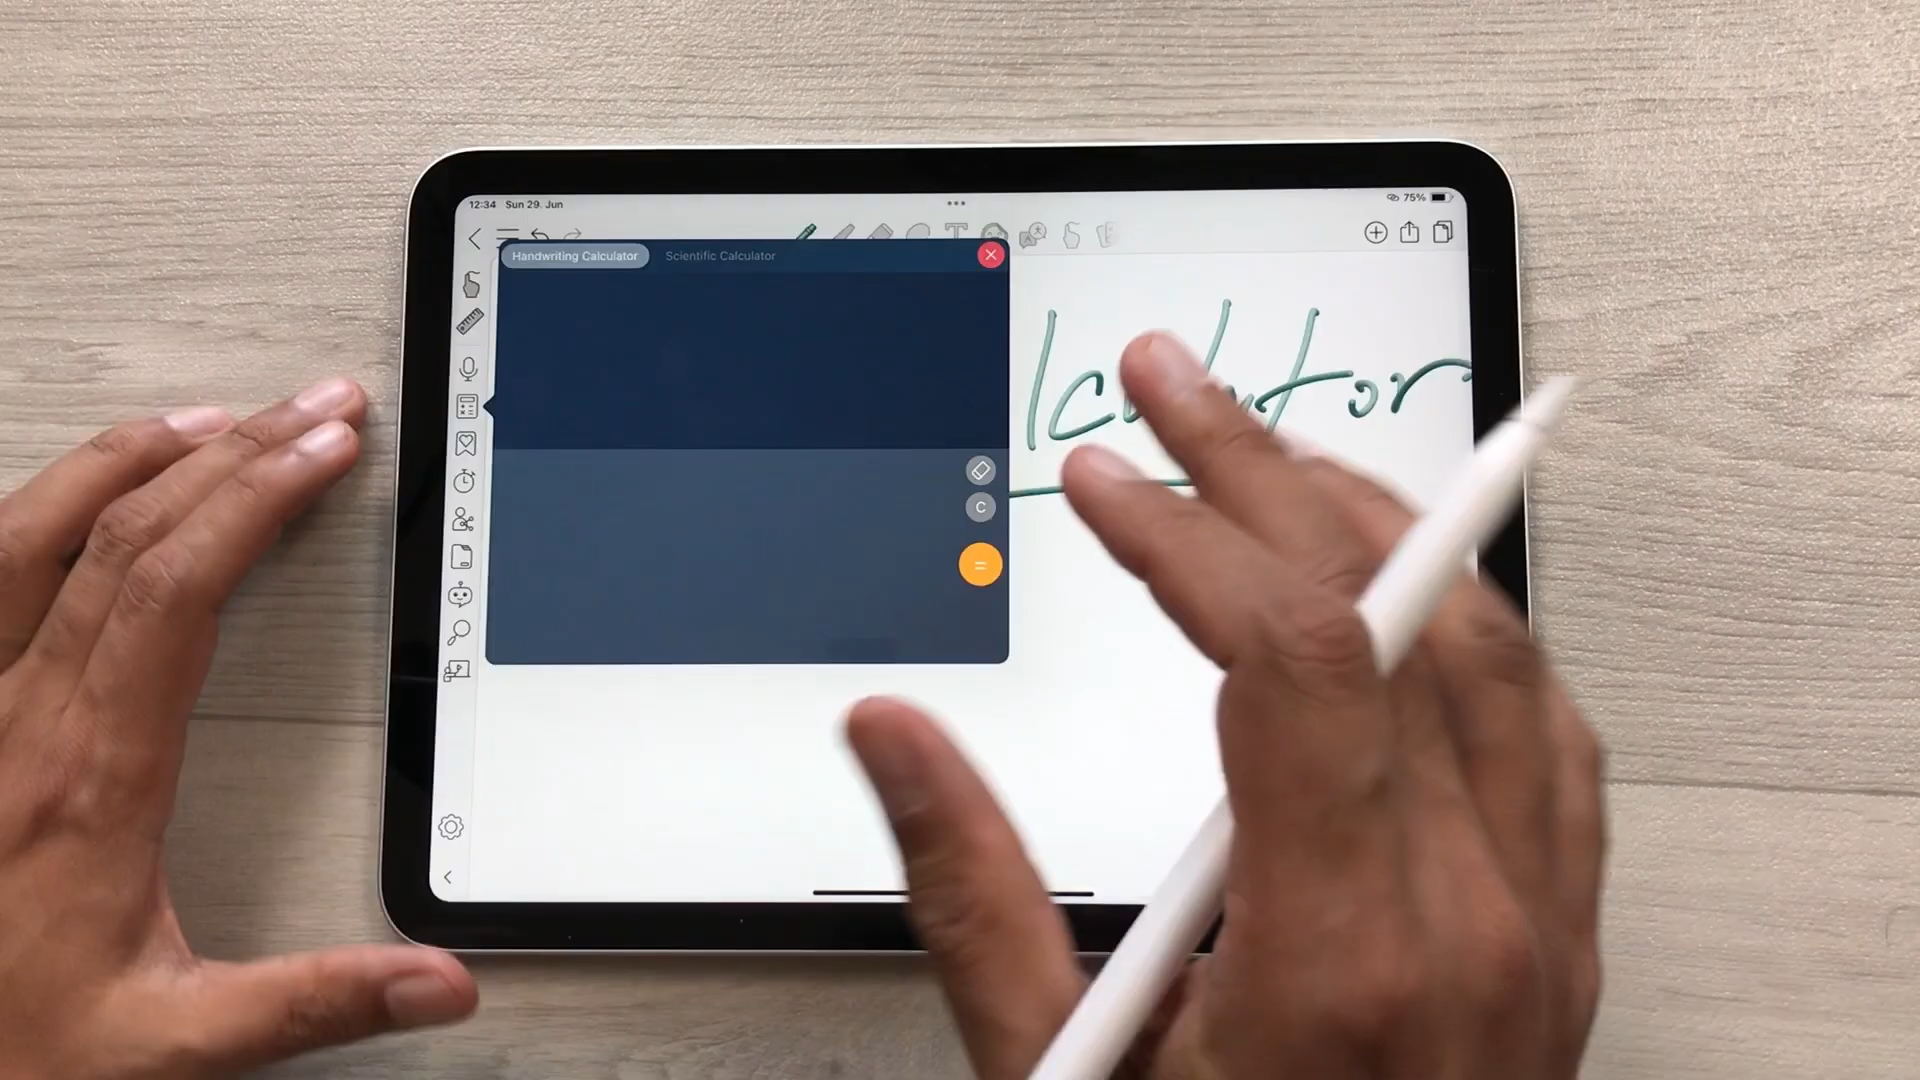 12:34 Sun 29. Jun
75%
Handwriting Calculator Scientific Calculator
C
=